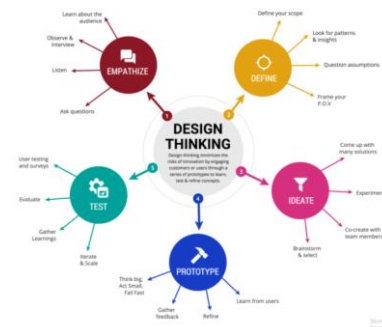 Learn about the
audience
Observe &
Interview
Listen
Ask questions
EMPATHIZE
1
Define your scope
Look for patterns
& insights
Question assumptions
Frame your
P.O.V
DEFINE
2
DESIGN
THINKING
Design thinking minimizes the
risks of innovation by engaging
customers or users through a
series of prototypes to learn,
test & refine concepts.
Come up with
many solutions
Experiment
Co-create with
team members
Brainstorm
& select
IDEATE
3
PROTOTYPE
4
Think big,
Act Small,
Fail Fast
Gather
feedback
Refine
Learn from users
TEST
5
User testing
and surveys
Evaluate
Gather
Learnings
Iterate
& Scale